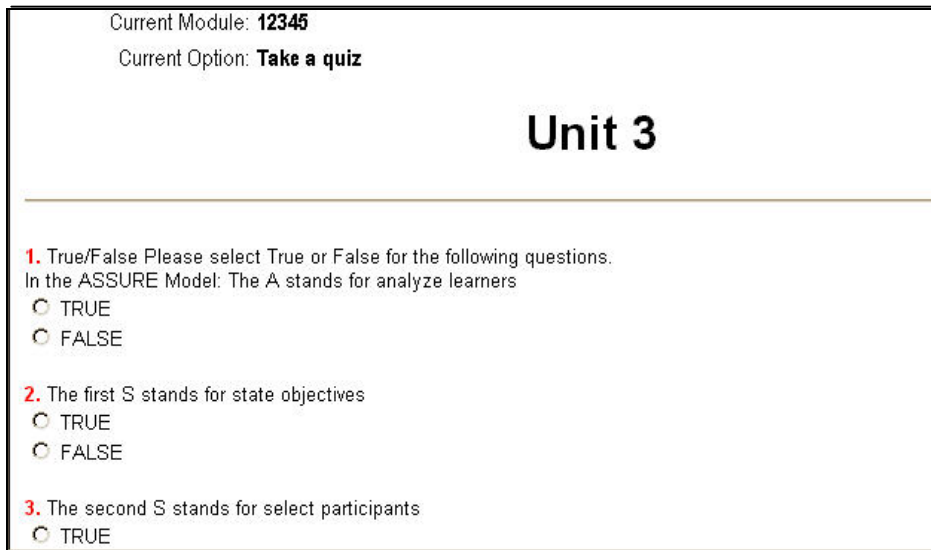 Current Module: 12345
Current Option: Take a quiz
Unit 3
1. True/False Please select True or False for the following questions.
In the ASSURE Model: The A stands for analyze learners
TRUE
FALSE
2. The first S stands for state objectives
TRUE
FALSE
3. The second S stands for select participants
TRUE